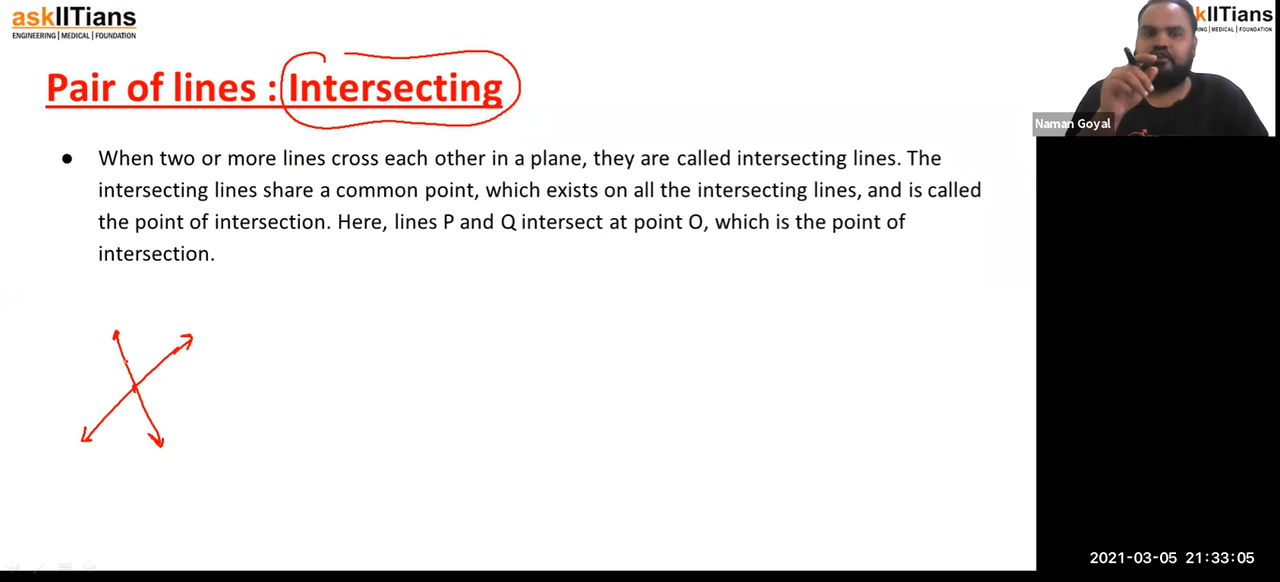 askIITians
ENGINEERING | MEDICAL | FOUNDATION
kIITians
NG | MEDICAL | FOUNDATION
Pair of lines : Intersecting
Naman Goyal
● When two or more lines cross each other in a plane, they are called intersecting lines. The
intersecting lines share a common point, which exists on all the intersecting lines, and is called
the point of intersection. Here, lines P and Q intersect at point O, which is the point of
intersection.
2021-03-05 21:33:05